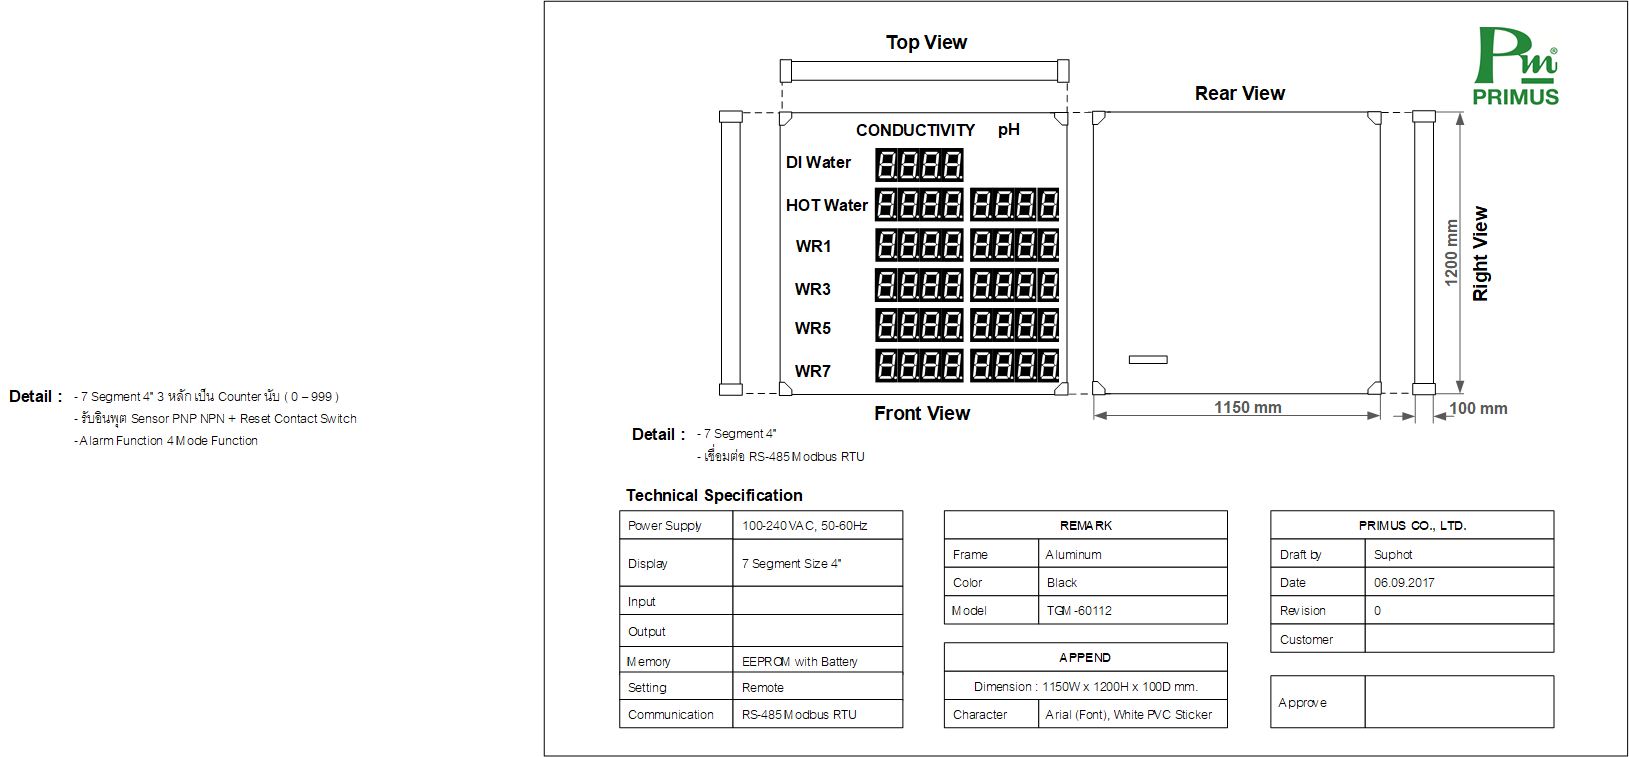 Top View
Pm®
PRIMUS
Rear View
CONDUCTIVITY pH
DI Water 8.8.8.8.
HOT Water 8.8.8.8. 8.8.8.8.
WR1 8.8.8.8. 8.8.8.8.
WR3 8.8.8.8. 8.8.8.8.
WR5 8.8.8.8. 8.8.8.8.
WR7 8.8.8.8. 8.8.8.8.
1200 mm
Right View
Front View
1150 mm
100 mm
Detail : - 7 Segment 4" 3 หลัก เป็น Counter นับ ( 0 – 999 )
- รับอินพุต Sensor PNP NPN + Reset Contact Switch
- Alarm Function 4 Mode Function
Detail : - 7 Segment 4"
- เชื่อมต่อ RS-485 Modbus RTU
Technical Specification
Power Supply 100-240 VAC, 50-60Hz
Display 7 Segment Size 4"
Input
Output
Memory EEPROM with Battery
Setting Remote
Communication RS-485 Modbus RTU
REMARK
Frame Aluminum
Color Black
Model TGM-60112
APPEND
Dimension : 1150W x 1200H x 100D mm.
Character Arial (Font), White PVC Sticker
PRIMUS CO., LTD.
Draft by Suphot
Date 06.09.2017
Revision 0
Customer
Approve